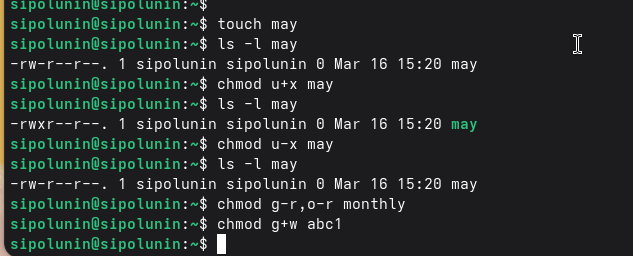 sipolunin@sipolunin:~$
sipolunin@sipolunin:~$ touch may
sipolunin@sipolunin:~$ ls -l may
-rw-r--r--. 1 sipolunin sipolunin 0 Mar 16 15:20 may
sipolunin@sipolunin:~$ chmod u+x may
sipolunin@sipolunin:~$ ls -l may
-rwxr--r--. 1 sipolunin sipolunin 0 Mar 16 15:20 may
sipolunin@sipolunin:~$ chmod u-x may
sipolunin@sipolunin:~$ ls -l may
-rw-r--r--. 1 sipolunin sipolunin 0 Mar 16 15:20 may
sipolunin@sipolunin:~$ chmod g-r,o-r monthly
sipolunin@sipolunin:~$ chmod g+w abc1
sipolunin@sipolunin:~$